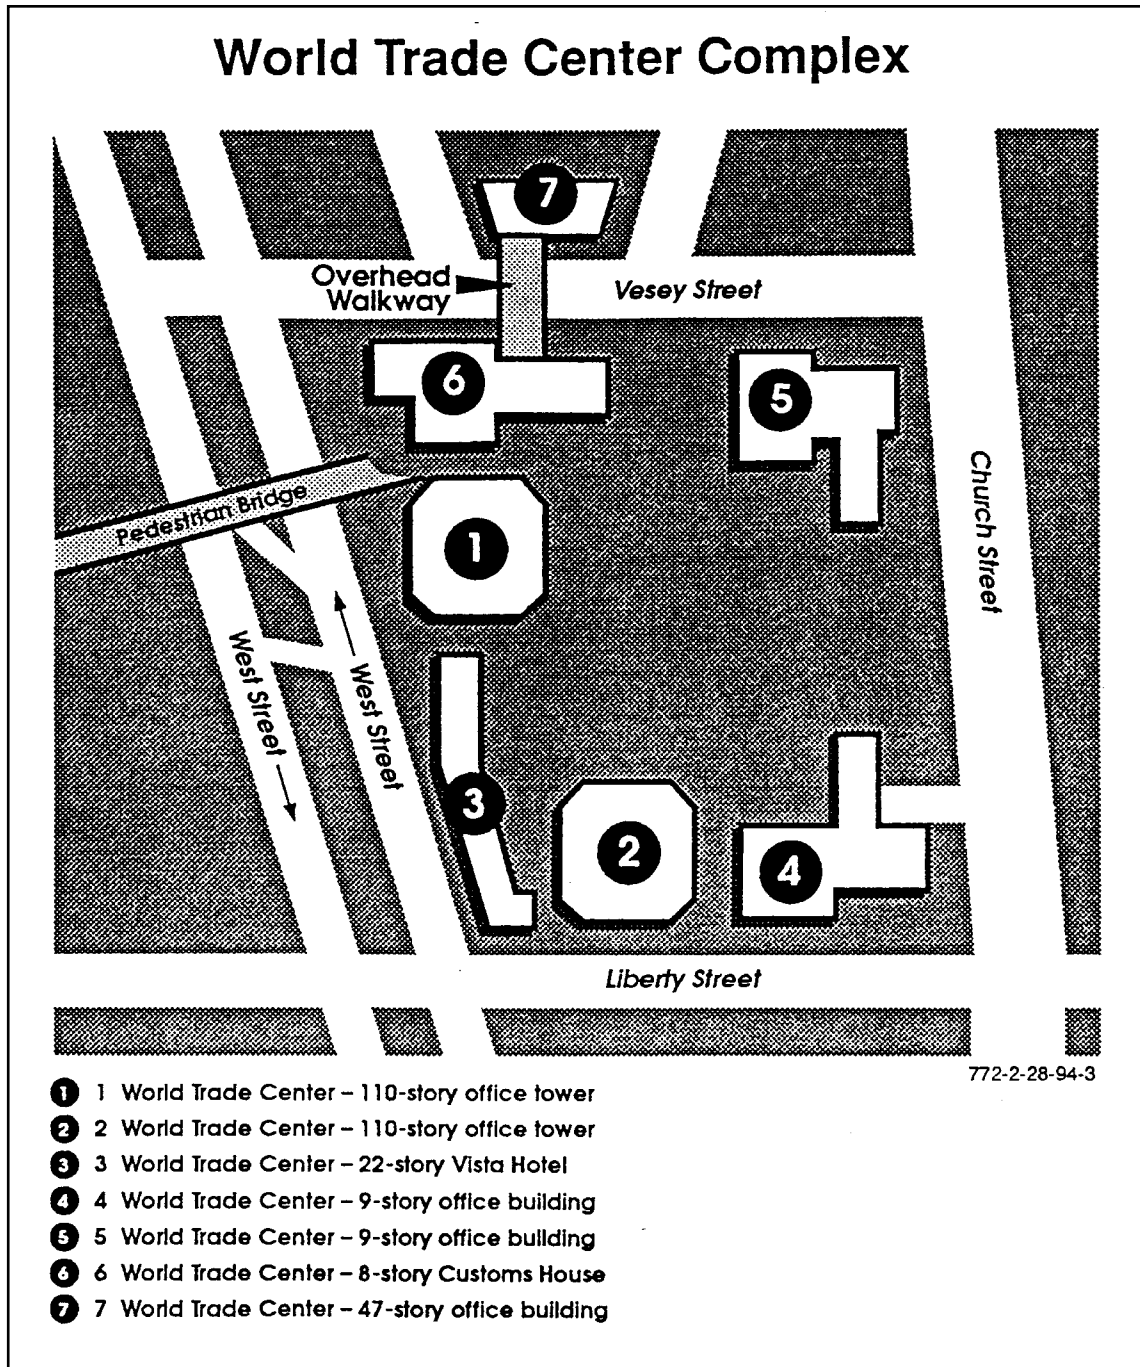 World Trade Center Complex
7
Overhead
Walkway
Vesey Street
6
5
Church Street
Pedestrian Bridge
1
West Street
West Street
3
2
4
Liberty Street
772-2-28-94-3
1 1 World Trade Center – 110-story office tower
2 2 World Trade Center – 110-story office tower
3 3 World Trade Center – 22-story Vista Hotel
4 4 World Trade Center – 9-story office building
5 5 World Trade Center – 9-story office building
6 6 World Trade Center – 8-story Customs House
7 7 World Trade Center – 47-story office building